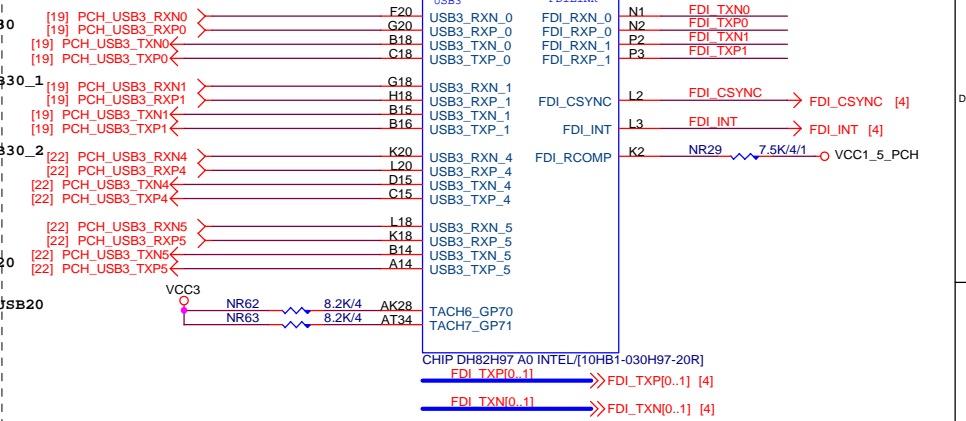 USB3
[19] PCH_USB3_RXN0 F20 USB3_RXN_0 FDI_RXN_0 N1 FDI_TXN0
[19] PCH_USB3_RXP0 G20 USB3_RXP_0 FDI_RXP_0 N2 FDI_TXP0
[19] PCH_USB3_TXN0 B18 USB3_TXN_0 FDI_RXN_1 P2 FDI_TXN1
[19] PCH_USB3_TXP0 C18 USB3_TXP_0 FDI_RXP_1 P3 FDI_TXP1
B30_1
[19] PCH_USB3_RXN1 G18 USB3_RXN_1
[19] PCH_USB3_RXP1 H18 USB3_RXP_1 FDI_CSYNC L2 FDI_CSYNC FDI_CSYNC [4]
[19] PCH_USB3_TXN1 B15 USB3_TXN_1
[19] PCH_USB3_TXP1 B16 USB3_TXP_1 FDI_INT L3 FDI_INT FDI_INT [4]
B30_2
[22] PCH_USB3_RXN4 K20 USB3_RXN_4 FDI_RCOMP K2 NR29 7.5K/4/1 VCC1_5_PCH
[22] PCH_USB3_RXP4 L20 USB3_RXP_4
[22] PCH_USB3_TXN4 D15 USB3_TXN_4
[22] PCH_USB3_TXP4 C15 USB3_TXP_4
[22] PCH_USB3_RXN5 L18 USB3_RXN_5
[22] PCH_USB3_RXP5 K18 USB3_RXP_5
[22] PCH_USB3_TXN5 B14 USB3_TXN_5
[22] PCH_USB3_TXP5 A14 USB3_TXP_5
20
VCC3
USB20
NR62 8.2K/4 AK28 TACH6_GP70
NR63 8.2K/4 AT34 TACH7_GP71
CHIP DH82H97 A0 INTEL/[10HB1-030H97-20R]
FDI_TXP[0..1] FDI_TXP[0..1] [4]
FDI_TXN[0..1] FDI_TXN[0..1] [4]
D